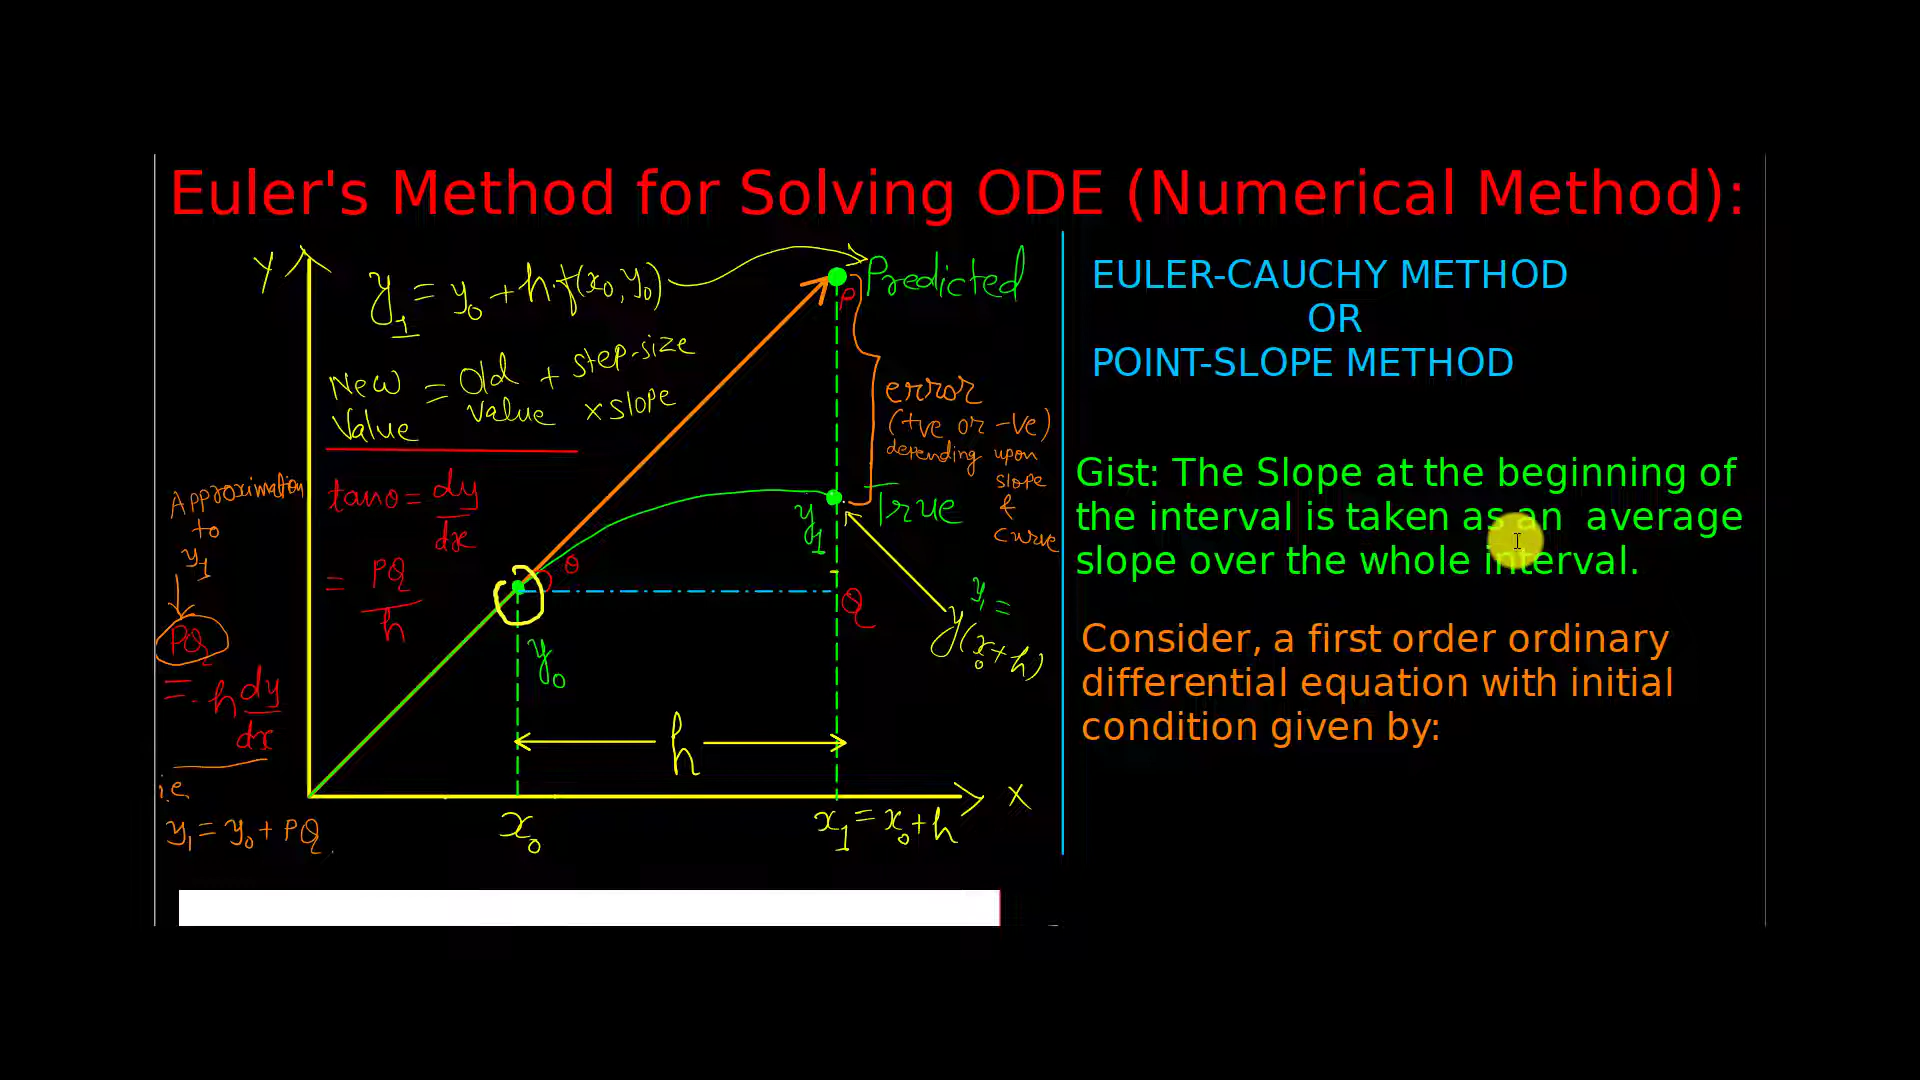 Euler's Method for Solving ODE (Numerical Method):
Y
y₁ = y₀ + h.f(x₀, y₀)
Predicted
P
New Value = Old value + step-size x slope
error
(+ve or -ve)
depending upon
slope
&
curve
Approximation
to
y₁
PQ
= h dy/dx
i.e
y₁ = y₀ + PQ
tanθ = dy/dx
= PQ/h
θ
y₀
y₁
True
Q
y₁ =
y(x₀+h)
h
X
x₀
x₁ = x₀+h
EULER-CAUCHY METHOD
OR
POINT-SLOPE METHOD
Gist: The Slope at the beginning of
the interval is taken as an average
slope over the whole interval.
Consider, a first order ordinary
differential equation with initial
condition given by: